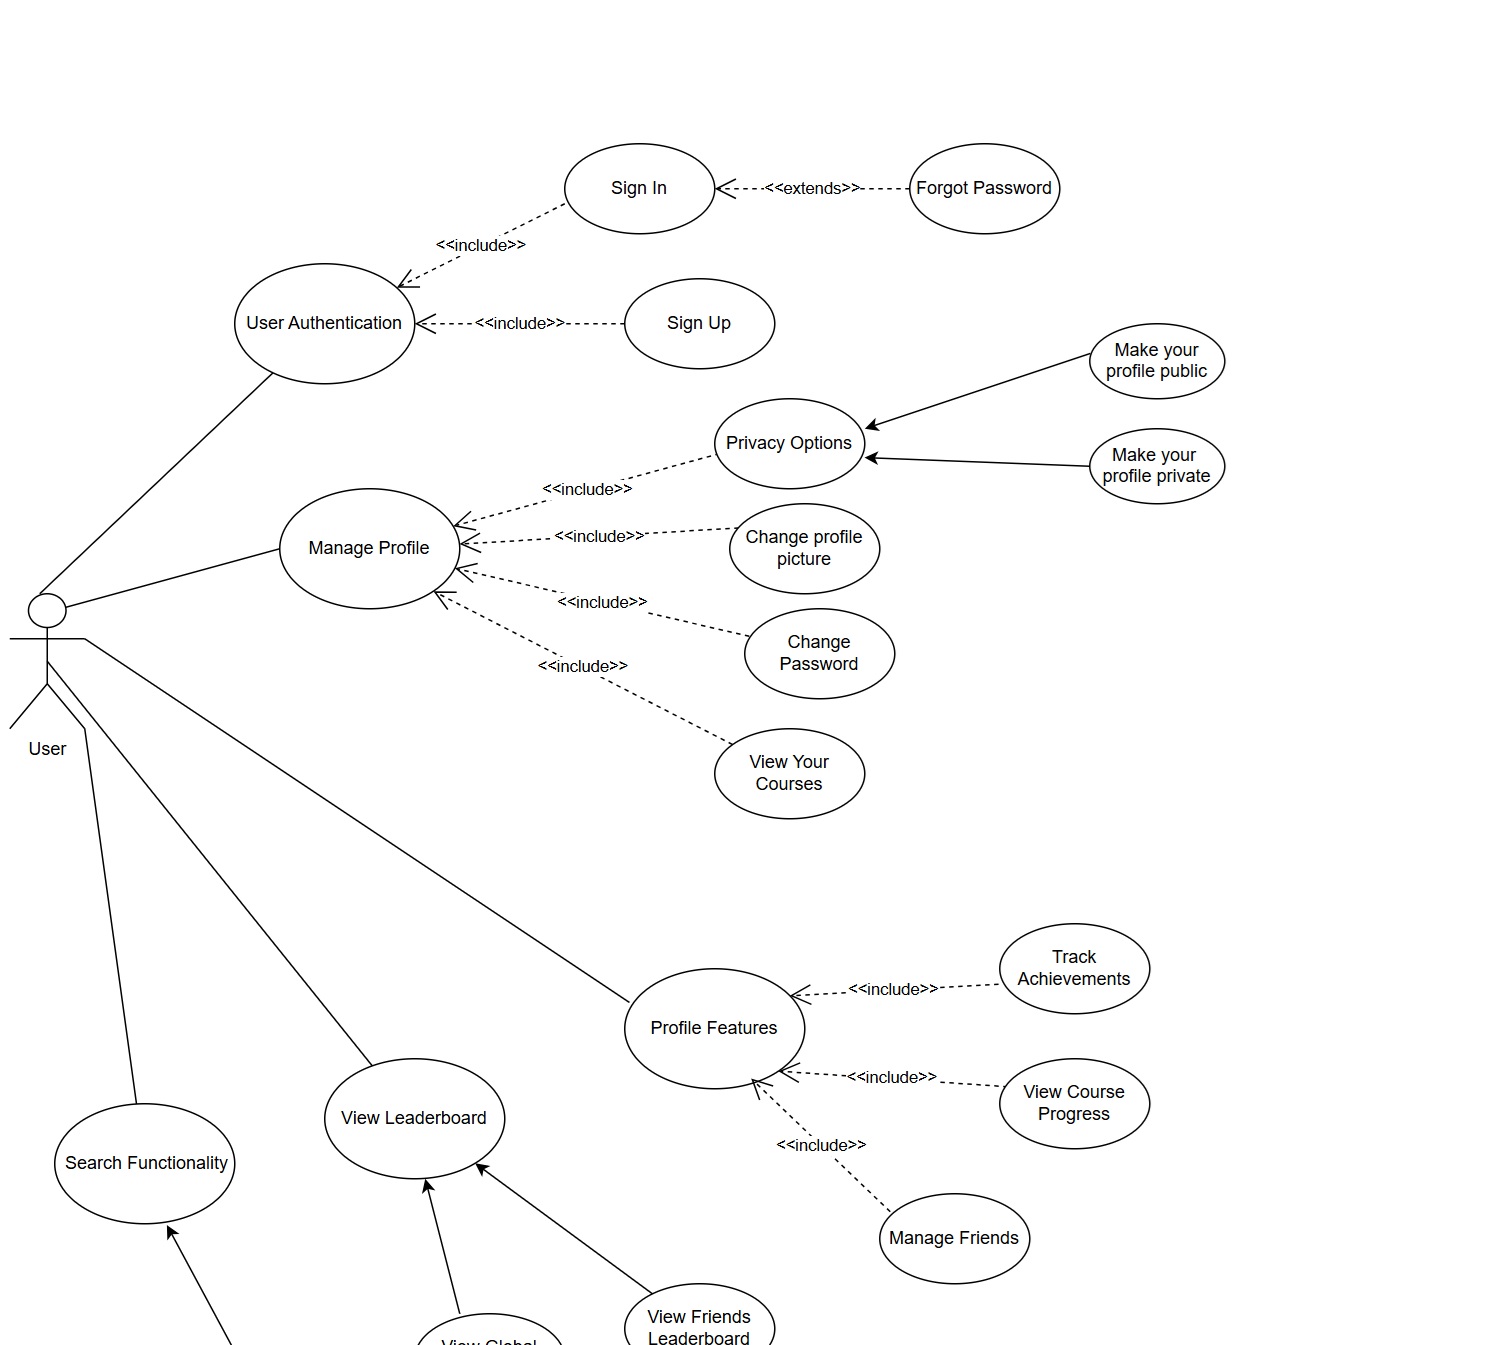 Sign In
<<extends>>
Forgot Password
<<include>>
User Authentication
<<include>>
Sign Up
Make your
profile public
Privacy Options
Make your
profile private
<<include>>
Manage Profile
<<include>>
Change profile
picture
<<include>>
Change
Password
<<include>>
User
View Your
Courses
Track
Achievements
<<include>>
Profile Features
<<include>>
View Course
Progress
View Leaderboard
<<include>>
Search Functionality
Manage Friends
View Friends
Leaderboard
View Global